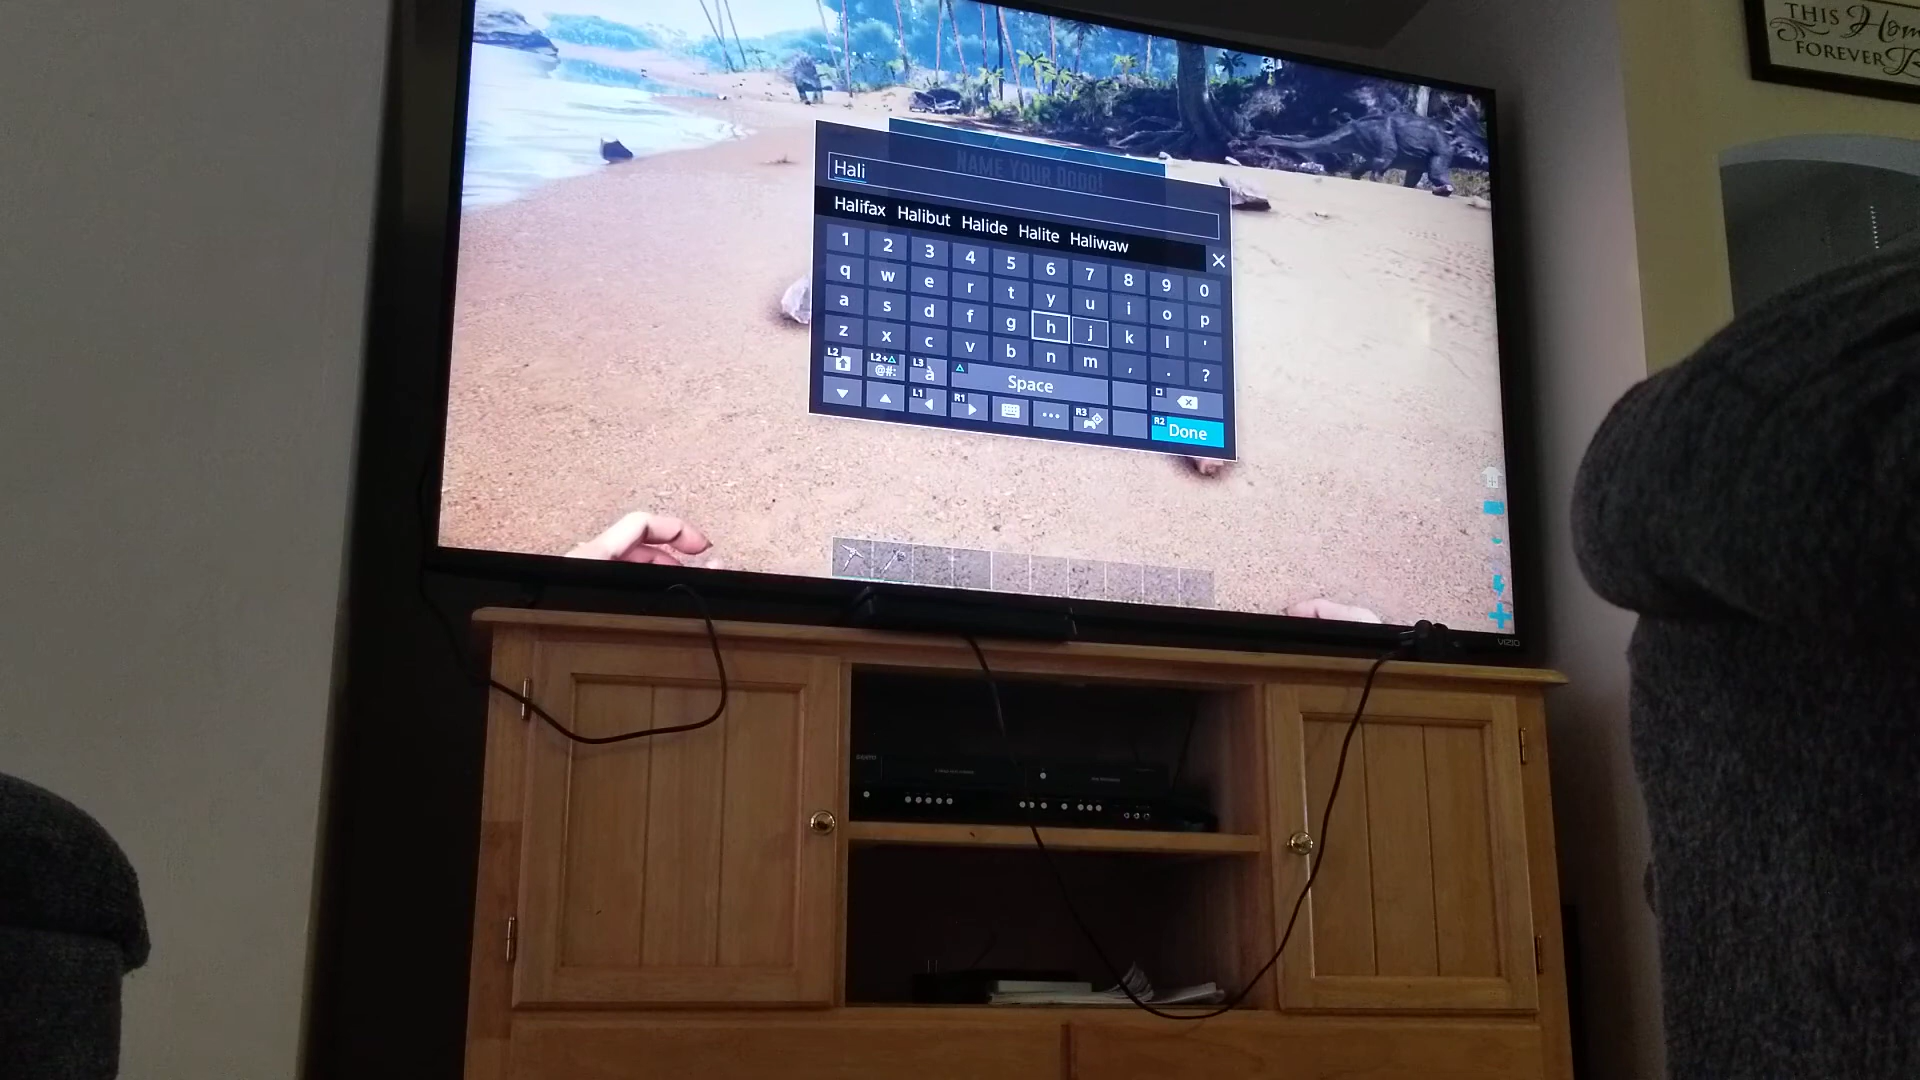 THIS Home
FOREVER
NAME YOUR DODO!
Hali
Halifax Halibut Halide Halite Haliwaw
1 2 3 4 5 6 7 8 9 0
q w e r t y u i o p
a s d f g h j k l '
z x c v b n m , . ?
L2 L2+△ @#: L3 à △ Space
L1 R1 ... R3 R2 Done
VIZIO